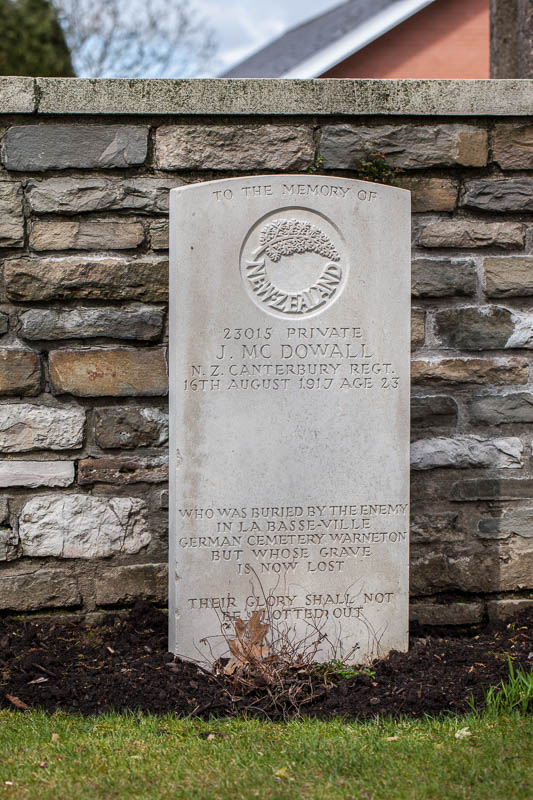 TO THE MEMORY OF
NEW ZEALAND
23015 PRIVATE
J. MC DOWALL
N.Z. CANTERBURY REGT.
16TH AUGUST 1917 AGE 23
WHO WAS BURIED BY THE ENEMY
IN LA BASSE-VILLE
GERMAN CEMETERY WARNETON
BUT WHOSE GRAVE
IS NOW LOST
THEIR GLORY SHALL NOT
BE BLOTTED OUT